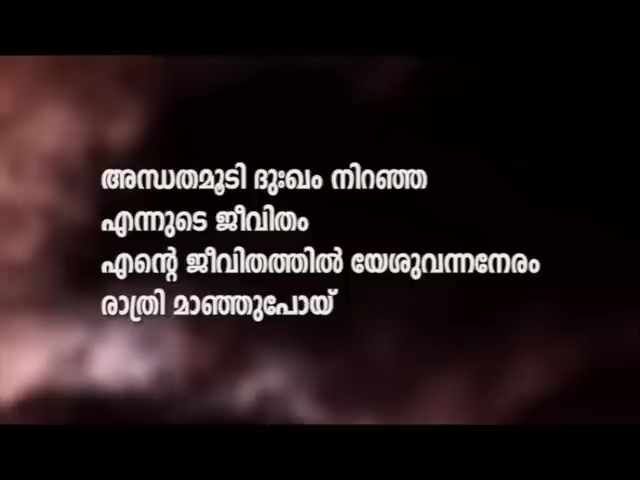 അന്ധതമൂടി ദുഃഖം നിറഞ്ഞ
എന്നുടെ ജീവിതം
എന്റെ ജീവിതത്തിൽ യേശുവന്നനേരം
രാത്രി മാഞ്ഞുപോയ്